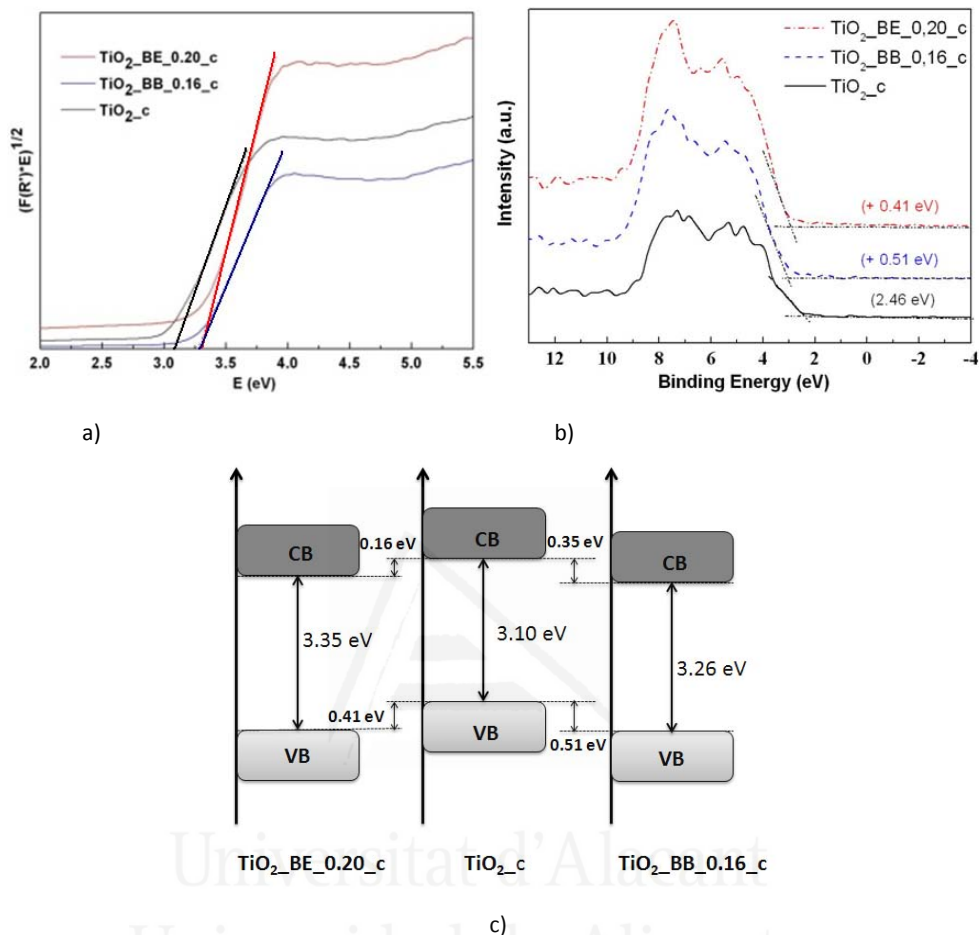 (F(R')*E)^1/2
TiO2_BE_0.20_c
TiO2_BB_0.16_c
TiO2_c
2.0 2.5 3.0 3.5 4.0 4.5 5.0 5.5
E (eV)
a)
Intensity (a.u.)
TiO2_BE_0,20_c
TiO2_BB_0,16_c
TiO2_c
(+ 0.41 eV)
(+ 0.51 eV)
(2.46 eV)
12 10 8 6 4 2 0 -2 -4
Binding Energy (eV)
b)
CB
0.16 eV
CB
0.35 eV
CB
3.35 eV
3.10 eV
3.26 eV
0.41 eV
0.51 eV
VB
VB
VB
Universitat d'Alacant
TiO2_BE_0.20_c
TiO2_c
TiO2_BB_0.16_c
c)